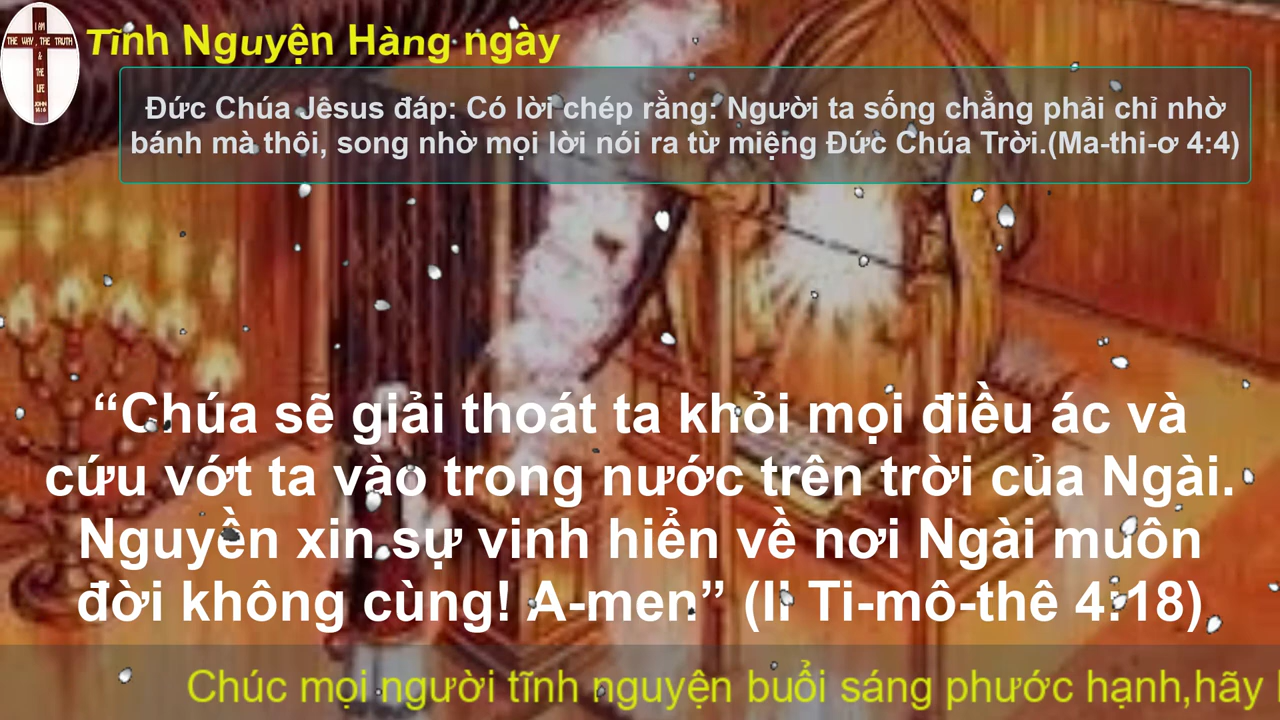 I AM
THE WAY, THE TRUTH
&
THE
LIFE
JOHN
14:6
Tĩnh Nguyện Hàng ngày
Đức Chúa Jêsus đáp: Có lời chép rằng: Người ta sống chẳng phải chỉ nhờ
bánh mà thôi, song nhờ mọi lời nói ra từ miệng Đức Chúa Trời.(Ma-thi-ơ 4:4)
“Chúa sẽ giải thoát ta khỏi mọi điều ác và
cứu vớt ta vào trong nước trên trời của Ngài.
Nguyền xin sự vinh hiển về nơi Ngài muôn
đời không cùng! A-men” (Ii Ti-mô-thê 4:18)
Chúc mọi người tĩnh nguyện buổi sáng phước hạnh,hãy